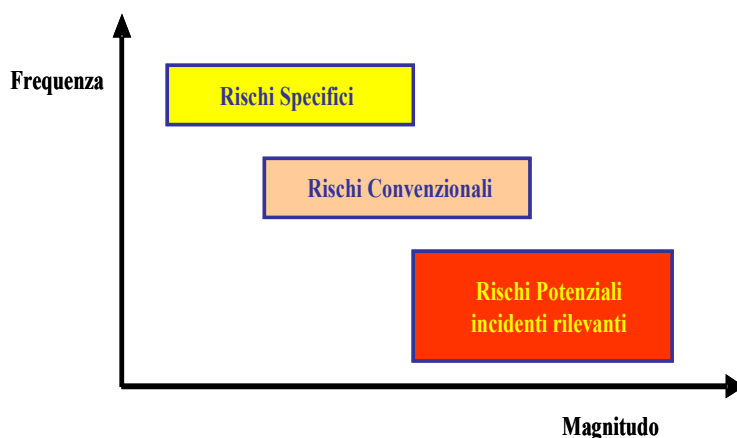 Frequenza
Rischi Specifici
Rischi Convenzionali
Rischi Potenziali
incidenti rilevanti
Magnitudo